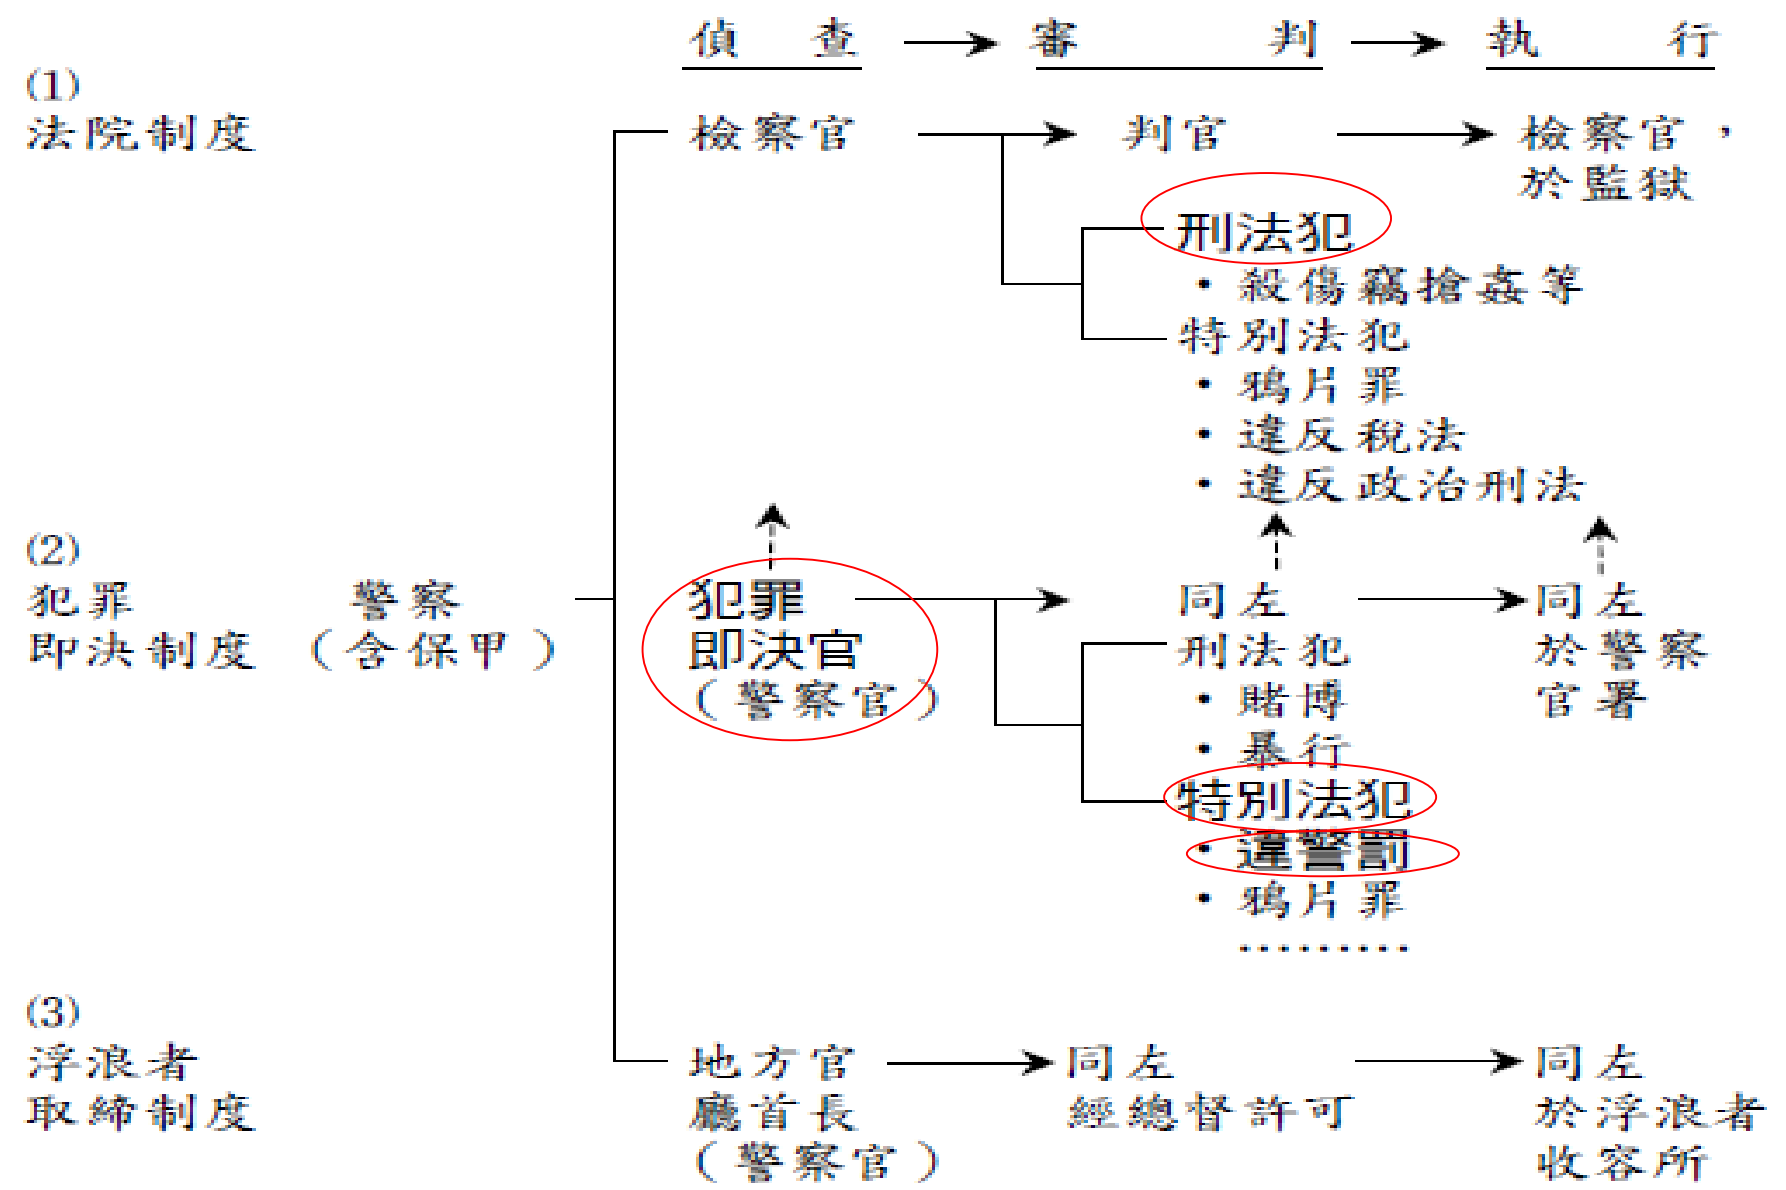 偵查 審判 執行
(1)
法院制度 檢察官 判官 檢察官，
於監獄
刑法犯
・殺傷竊搶姦等
特別法犯
・鴉片罪
・違反稅法
・違反政治刑法
(2)
犯罪 警察 犯罪 同左 同左
即決制度 （含保甲） 即決官 刑法犯 於警察
（警察官） ・賭博 官署
・暴行
特別法犯
・違警罰
・鴉片罪
………
(3)
浮浪者 地方官 同左 同左
取締制度 廳首長 經總督許可 於浮浪者
（警察官） 收容所